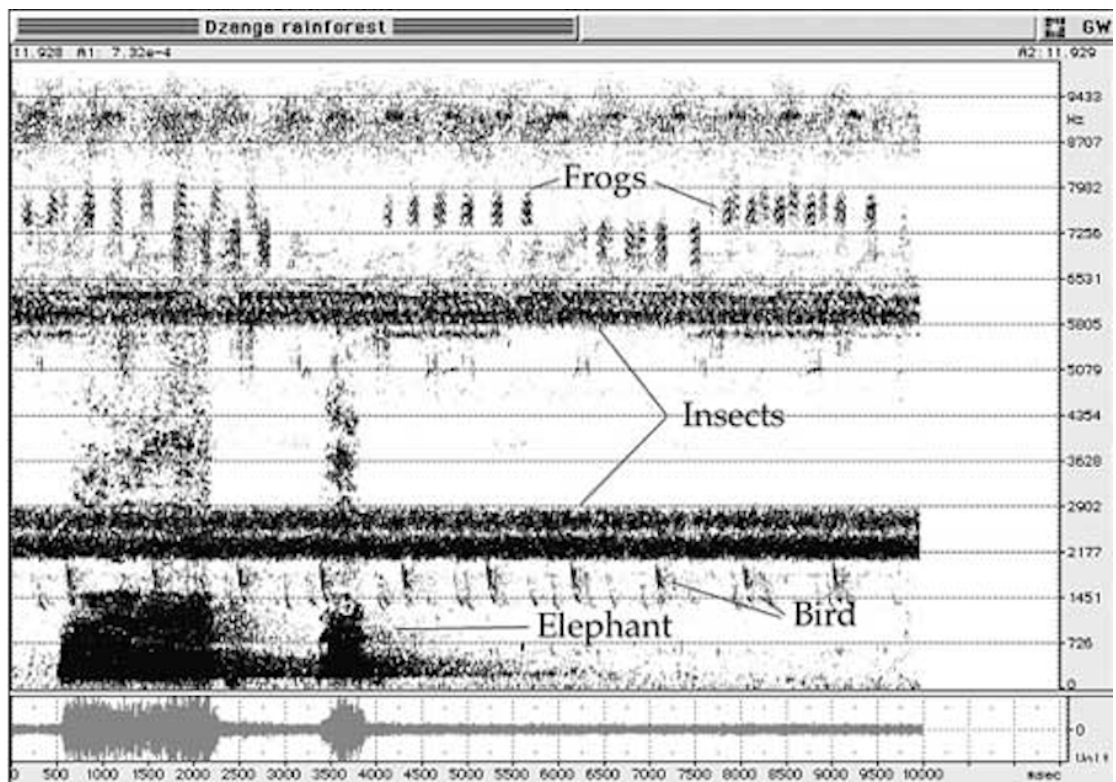 Dzanga rainforest GW
11.928 A1: 7.32e-4 A2:11.929
9433
Hz
8707
Frogs
7982
7256
6531
5805
5079
Insects
4354
3628
2902
2177
1451
Bird
Elephant
726
0
0
Unit
0 500 1000 1500 2000 2500 3000 3500 4000 4500 5000 5500 6000 6500 7000 7500 8000 8500 9000 9500 10000 msec